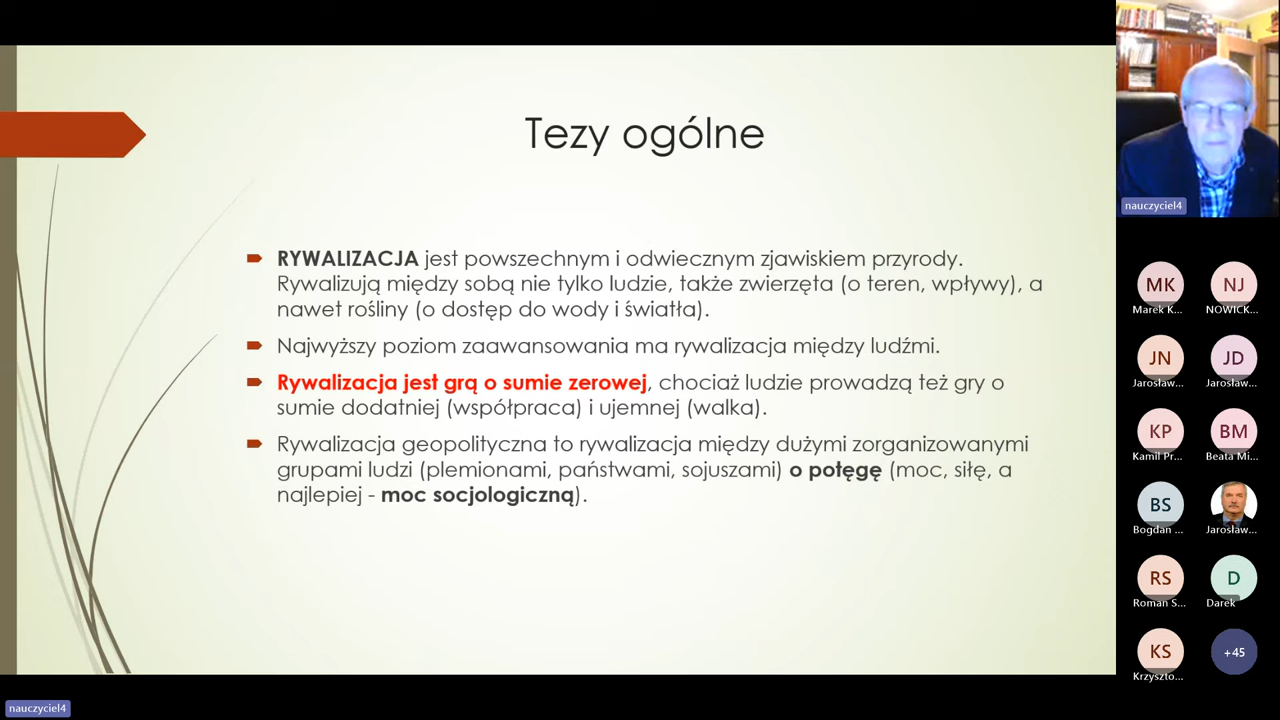 Tezy ogólne
RYWALIZACJA jest powszechnym i odwiecznym zjawiskiem przyrody.
Rywalizują między sobą nie tylko ludzie, także zwierzęta (o teren, wpływy), a
nawet rośliny (o dostęp do wody i światła).
Najwyższy poziom zaawansowania ma rywalizacja między ludźmi.
Rywalizacja jest grą o sumie zerowej, chociaż ludzie prowadzą też gry o
sumie dodatniej (współpraca) i ujemnej (walka).
Rywalizacja geopolityczna to rywalizacja między dużymi zorganizowanymi
grupami ludzi (plemionami, państwami, sojuszami) o potęgę (moc, siłę, a
najlepiej - moc socjologiczną).
nauczyciel4
MK
Marek K...
NJ
NOWICK...
JN
Jarosław...
JD
Jarosław...
KP
Kamil Pr...
BM
Beata Mi...
BS
Bogdan ...
Jarosław...
RS
Roman S...
D
Darek
KS
Krzyszto...
+45
nauczyciel4